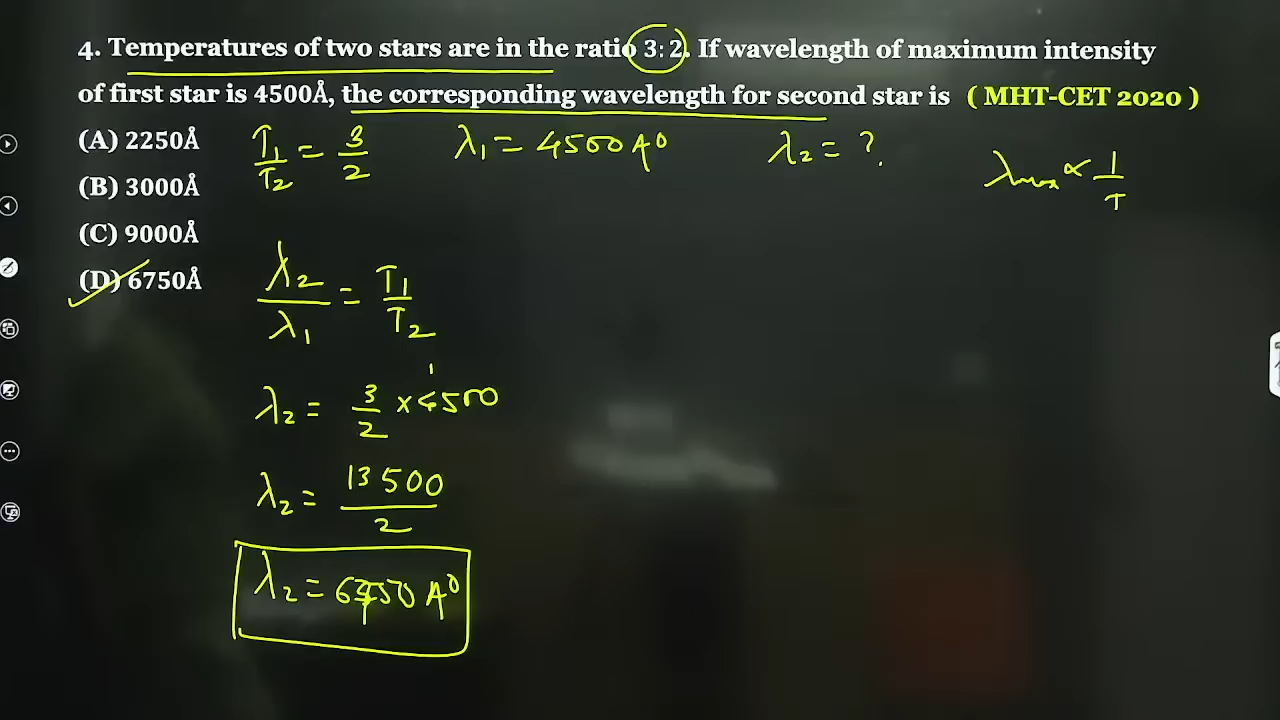 4. Temperatures of two stars are in the ratio 3:2. If wavelength of maximum intensity
of first star is 4500Å, the corresponding wavelength for second star is ( MHT-CET 2020 )
(A) 2250Å
(B) 3000Å
(C) 9000Å
(D) 6750Å
T₁/T₂ = 3/2 λ₁ = 4500 A⁰ λ₂ = ?
λmax ∝ 1/T
λ₂/λ₁ = T₁/T₂
λ₂ = 3/2 × 4500
λ₂ = 13500/2
λ₂ = 6750 A⁰